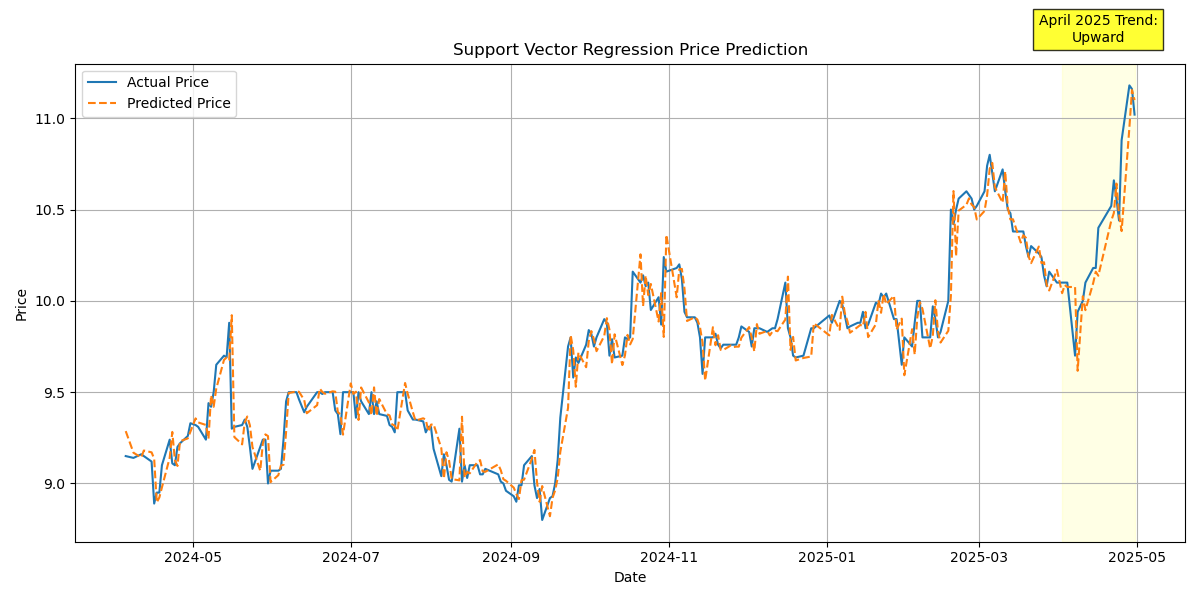 April 2025 Trend:
Upward
Support Vector Regression Price Prediction
Actual Price
Predicted Price
Price
11.0
10.5
10.0
9.5
9.0
2024-05
2024-07
2024-09
2024-11
2025-01
2025-03
2025-05
Date